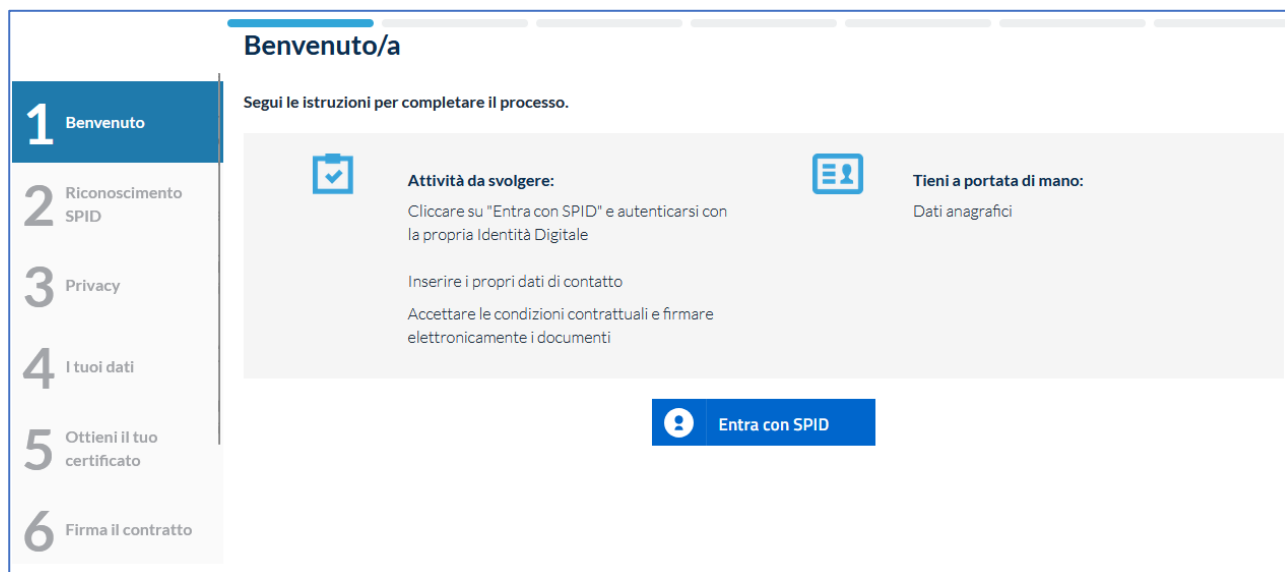 Benvenuto/a
Segui le istruzioni per completare il processo.
1 Benvenuto
2 Riconoscimento
SPID
3 Privacy
4 I tuoi dati
5 Ottieni il tuo
certificato
6 Firma il contratto
Attività da svolgere:
Cliccare su "Entra con SPID" e autenticarsi con
la propria Identità Digitale
Inserire i propri dati di contatto
Accettare le condizioni contrattuali e firmare
elettronicamente i documenti
Tieni a portata di mano:
Dati anagrafici
Entra con SPID